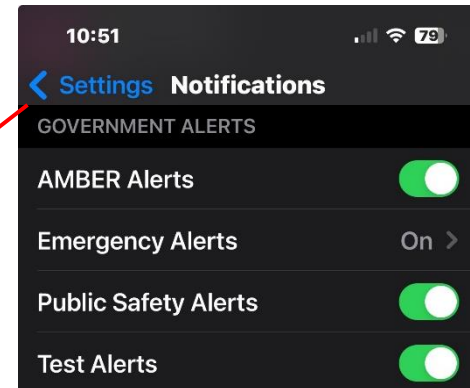 10:51 79
Settings Notifications
GOVERNMENT ALERTS
AMBER Alerts
Emergency Alerts On
Public Safety Alerts
Test Alerts